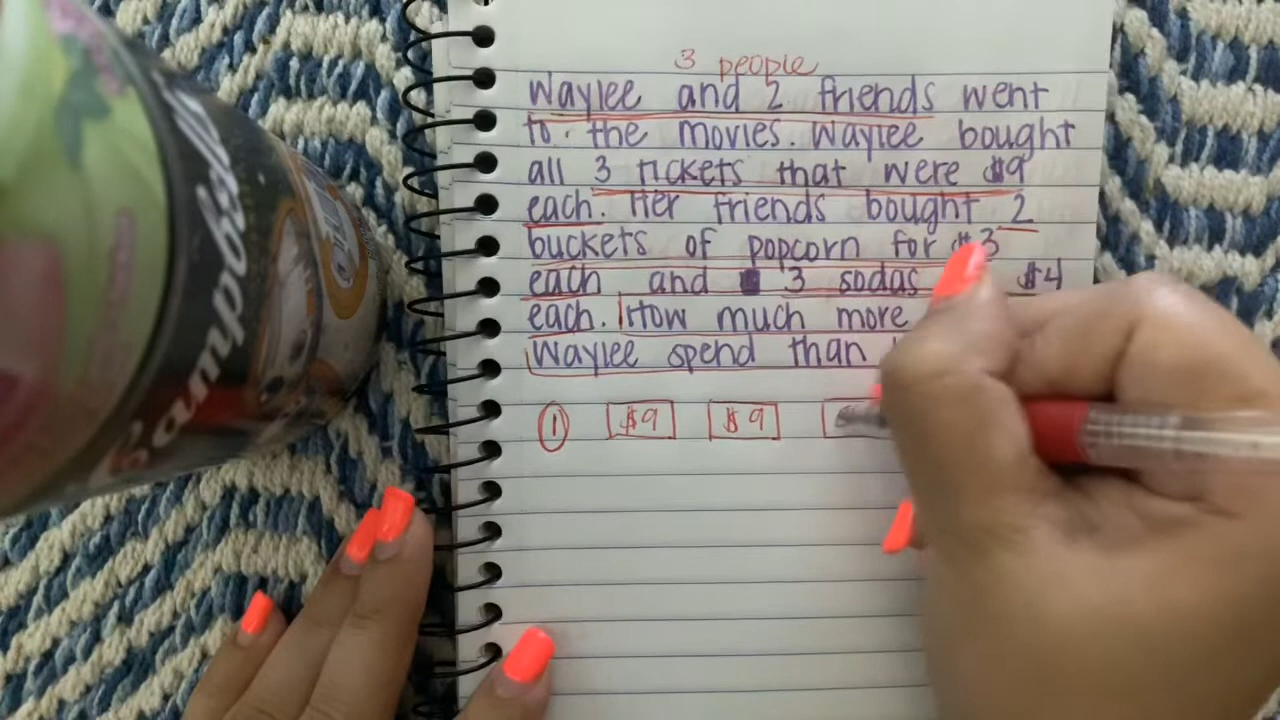 3 people
Waylee and 2 friends went
to the movies. Waylee bought
all 3 tickets that were $9
each. Her friends bought 2
buckets of popcorn for $3
each and 3 sodas $4
each. How much more
Waylee spend than
1 $9 $9
Campbell's